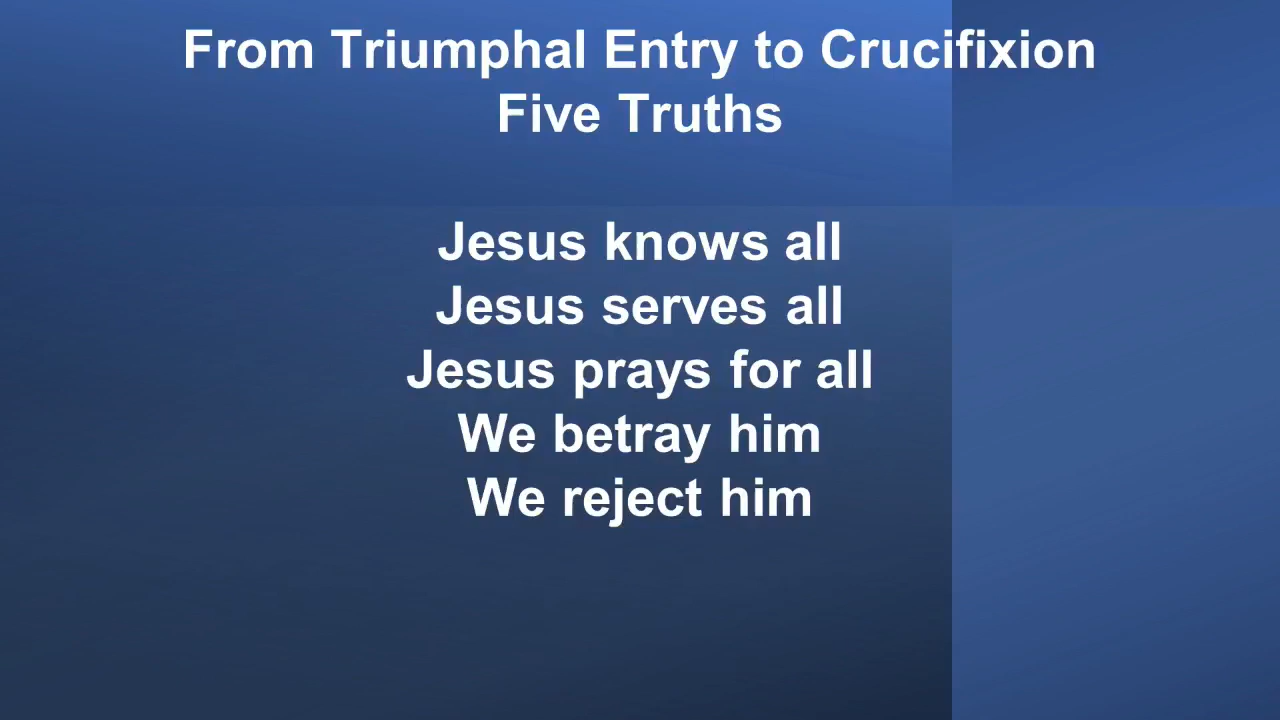 From Triumphal Entry to Crucifixion
Five Truths
Jesus knows all
Jesus serves all
Jesus prays for all
We betray him
We reject him